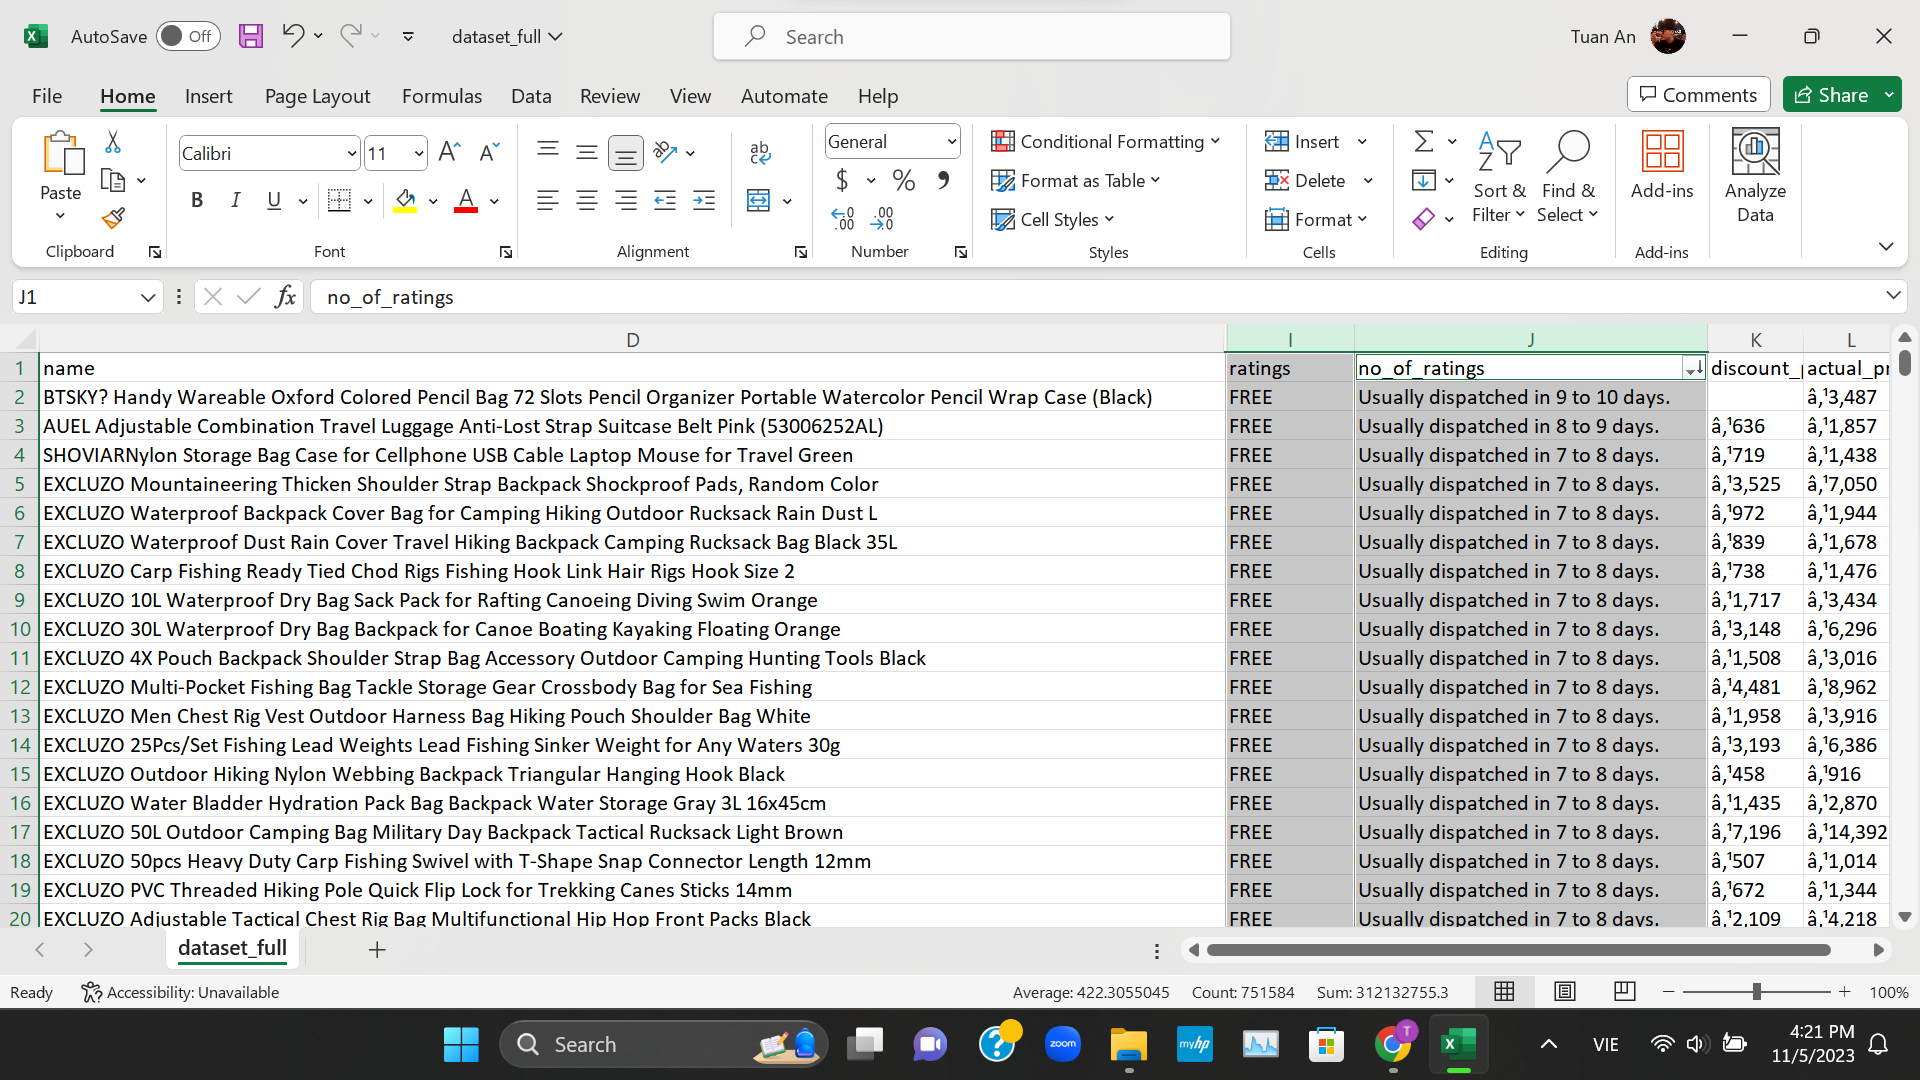 AutoSave Off dataset_full Search Tuan An
File Home Insert Page Layout Formulas Data Review View Automate Help Comments Share
Paste Calibri 11 General Conditional Formatting Format as Table Cell Styles Insert Delete Format Sort & Filter Find & Select Add-ins Analyze Data
Clipboard Font Alignment Number Styles Cells Editing Add-ins
J1 fx no_of_ratings
D I J K L
1 name ratings no_of_ratings discount_ actual_pr
2 BTSKY? Handy Wareable Oxford Colored Pencil Bag 72 Slots Pencil Organizer Portable Watercolor Pencil Wrap Case (Black) FREE Usually dispatched in 9 to 10 days. â‚¹3,487
3 AUEL Adjustable Combination Travel Luggage Anti-Lost Strap Suitcase Belt Pink (53006252AL) FREE Usually dispatched in 8 to 9 days. â‚¹636 â‚¹1,857
4 SHOVIARNylon Storage Bag Case for Cellphone USB Cable Laptop Mouse for Travel Green FREE Usually dispatched in 7 to 8 days. â‚¹719 â‚¹1,438
5 EXCLUZO Mountaineering Thicken Shoulder Strap Backpack Shockproof Pads, Random Color FREE Usually dispatched in 7 to 8 days. â‚¹3,525 â‚¹7,050
6 EXCLUZO Waterproof Backpack Cover Bag for Camping Hiking Outdoor Rucksack Rain Dust L FREE Usually dispatched in 7 to 8 days. â‚¹972 â‚¹1,944
7 EXCLUZO Waterproof Dust Rain Cover Travel Hiking Backpack Camping Rucksack Bag Black 35L FREE Usually dispatched in 7 to 8 days. â‚¹839 â‚¹1,678
8 EXCLUZO Carp Fishing Ready Tied Chod Rigs Fishing Hook Link Hair Rigs Hook Size 2 FREE Usually dispatched in 7 to 8 days. â‚¹738 â‚¹1,476
9 EXCLUZO 10L Waterproof Dry Bag Sack Pack for Rafting Canoeing Diving Swim Orange FREE Usually dispatched in 7 to 8 days. â‚¹1,717 â‚¹3,434
10 EXCLUZO 30L Waterproof Dry Bag Backpack for Canoe Boating Kayaking Floating Orange FREE Usually dispatched in 7 to 8 days. â‚¹3,148 â‚¹6,296
11 EXCLUZO 4X Pouch Backpack Shoulder Strap Bag Accessory Outdoor Camping Hunting Tools Black FREE Usually dispatched in 7 to 8 days. â‚¹1,508 â‚¹3,016
12 EXCLUZO Multi-Pocket Fishing Bag Tackle Storage Gear Crossbody Bag for Sea Fishing FREE Usually dispatched in 7 to 8 days. â‚¹4,481 â‚¹8,962
13 EXCLUZO Men Chest Rig Vest Outdoor Harness Bag Hiking Pouch Shoulder Bag White FREE Usually dispatched in 7 to 8 days. â‚¹1,958 â‚¹3,916
14 EXCLUZO 25Pcs/Set Fishing Lead Weights Lead Fishing Sinker Weight for Any Waters 30g FREE Usually dispatched in 7 to 8 days. â‚¹3,193 â‚¹6,386
15 EXCLUZO Outdoor Hiking Nylon Webbing Backpack Triangular Hanging Hook Black FREE Usually dispatched in 7 to 8 days. â‚¹458 â‚¹916
16 EXCLUZO Water Bladder Hydration Pack Bag Backpack Water Storage Gray 3L 16x45cm FREE Usually dispatched in 7 to 8 days. â‚¹1,435 â‚¹2,870
17 EXCLUZO 50L Outdoor Camping Bag Military Day Backpack Tactical Rucksack Light Brown FREE Usually dispatched in 7 to 8 days. â‚¹7,196 â‚¹14,392
18 EXCLUZO 50pcs Heavy Duty Carp Fishing Swivel with T-Shape Snap Connector Length 12mm FREE Usually dispatched in 7 to 8 days. â‚¹507 â‚¹1,014
19 EXCLUZO PVC Threaded Hiking Pole Quick Flip Lock for Trekking Canes Sticks 14mm FREE Usually dispatched in 7 to 8 days. â‚¹672 â‚¹1,344
20 EXCLUZO Adjustable Tactical Chest Rig Bag Multifunctional Hip Hop Front Packs Black FREE Usually dispatched in 7 to 8 days. â‚¹2,109 â‚¹4,218
dataset_full
Ready Accessibility: Unavailable Average: 422.3055045 Count: 751584 Sum: 312132755.3 100%
Search zoom myhp T VIE 4:21 PM
11/5/2023